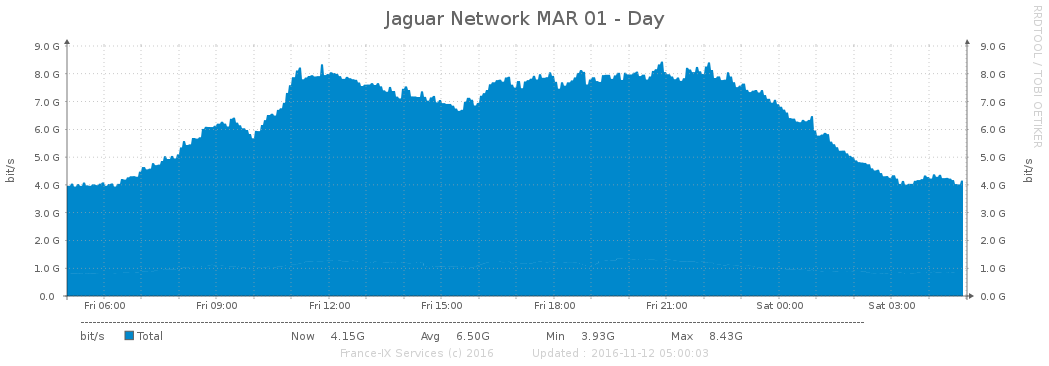 Jaguar Network MAR 01 - Day
RRDTOOL / TOBI OETIKER
bit/s
9.0 G
8.0 G
7.0 G
6.0 G
5.0 G
4.0 G
3.0 G
2.0 G
1.0 G
0.0
9.0 G
8.0 G
7.0 G
6.0 G
5.0 G
4.0 G
3.0 G
2.0 G
1.0 G
0.0 G
bit/s
Fri 06:00 Fri 09:00 Fri 12:00 Fri 15:00 Fri 18:00 Fri 21:00 Sat 00:00 Sat 03:00
bit/s Total Now 4.15G Avg 6.50G Min 3.93G Max 8.43G
France-IX Services (c) 2016 Updated : 2016-11-12 05:00:03